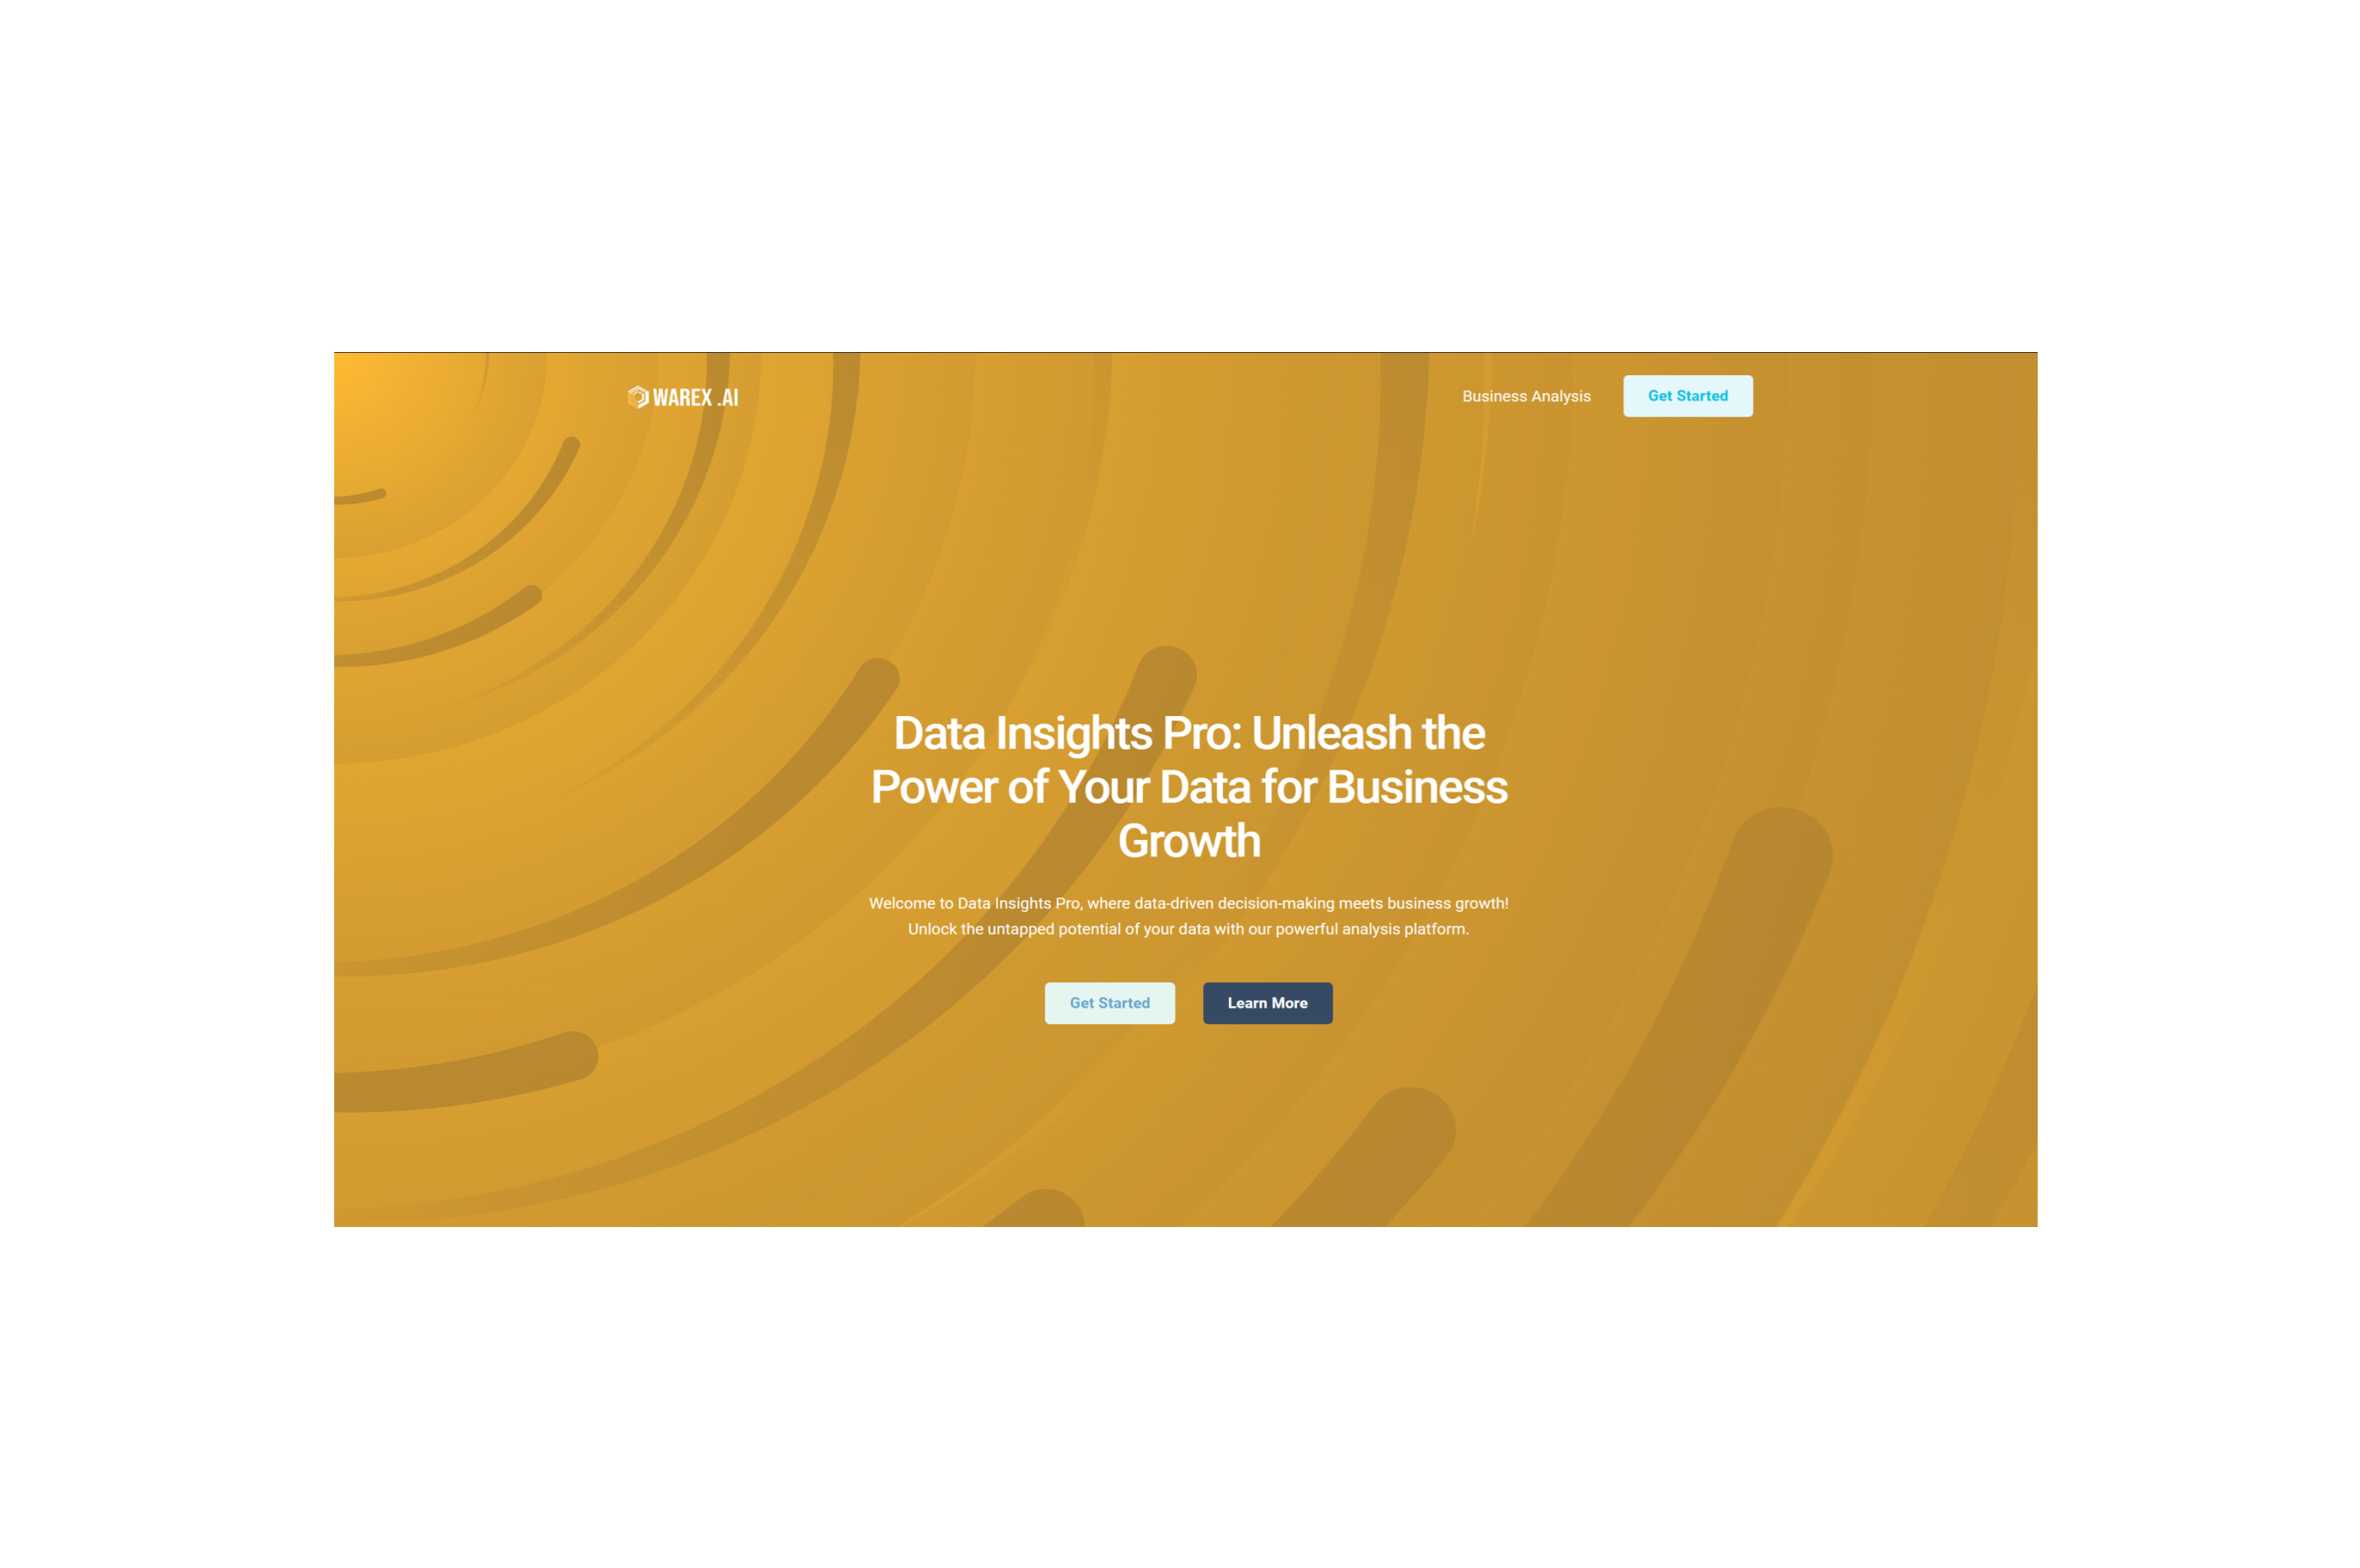 WAREX .AI
Business Analysis
Get Started
Data Insights Pro: Unleash the
Power of Your Data for Business
Growth
Welcome to Data Insights Pro, where data-driven decision-making meets business growth!
Unlock the untapped potential of your data with our powerful analysis platform.
Get Started
Learn More